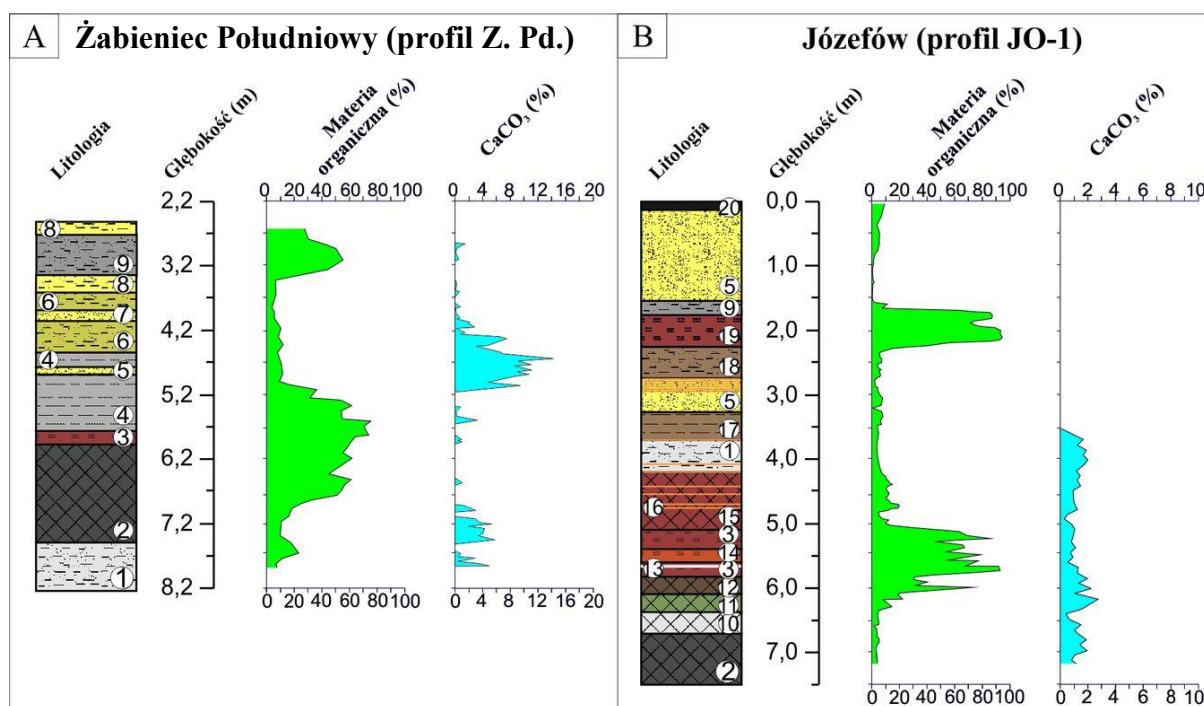 A
Żabieniec Południowy (profil Z. Pd.)
Litologia
Głębokość (m)
Materia
organiczna (%)
CaCO₃ (%)
0 20 40 60 80 100
0 4 8 12 16 20
2,2
3,2
4,2
5,2
6,2
7,2
8,2
8
9
8
6
7
6
4
5
4
3
2
1
0 20 40 60 80 100
0 4 8 12 16 20
B
Józefów (profil JO-1)
Litologia
Głębokość (m)
Materia
organiczna (%)
CaCO₃ (%)
0 20 40 60 80 100
0 2 4 6 8 10
0,0
1,0
2,0
3,0
4,0
5,0
6,0
7,0
20
5
9
19
18
5
17
1
16
15
3
14
13
3
12
11
10
2
0 20 40 60 80 100
0 2 4 6 8 10